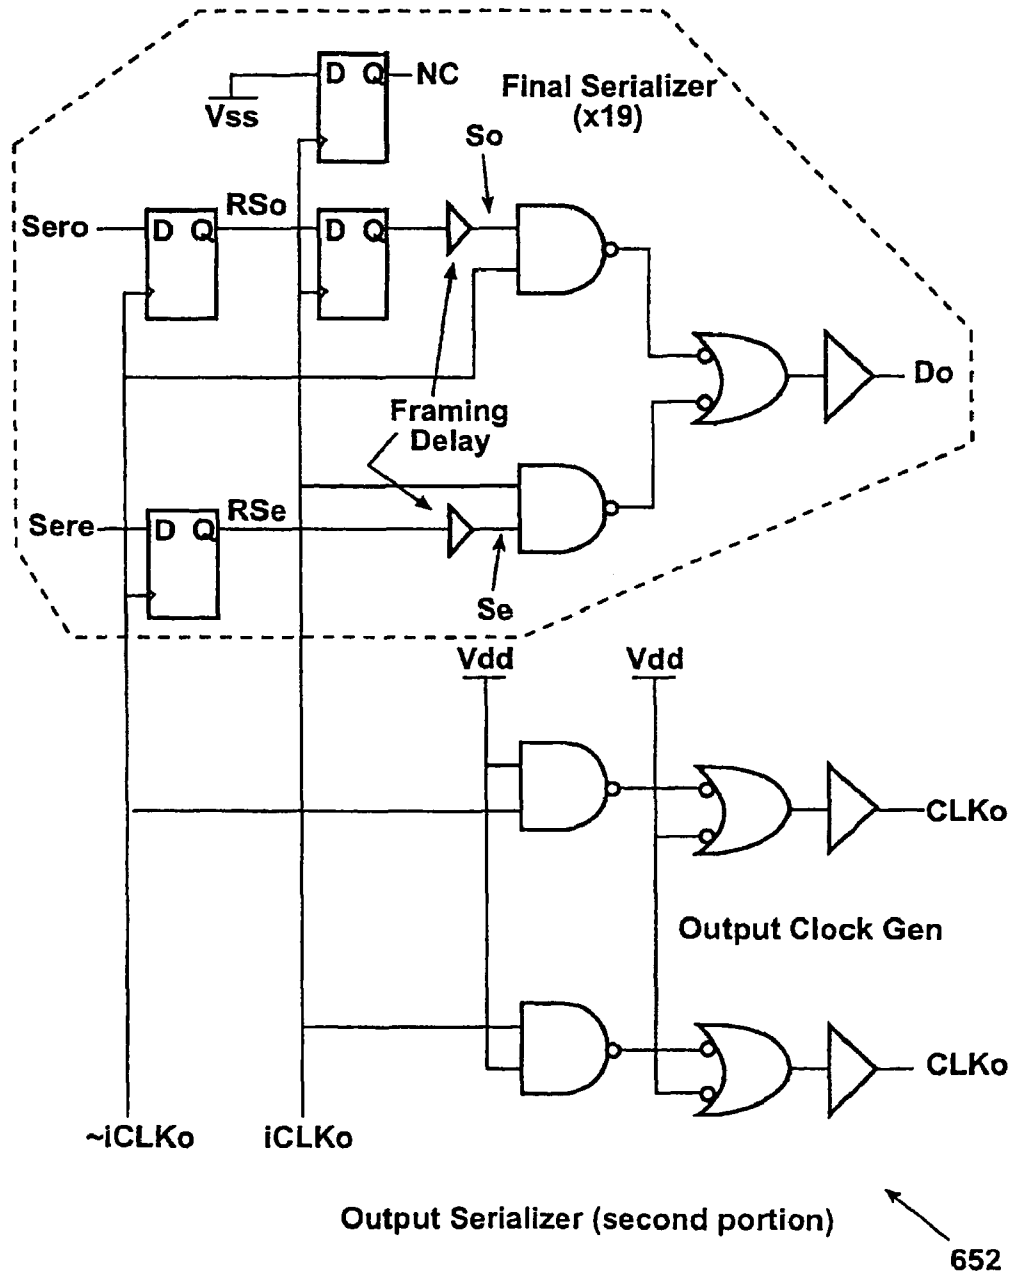 D Q NC
Vss
Final Serializer
(x19)
So
Sero
D Q
RSo
D Q
Do
Framing
Delay
Sere
D Q
RSe
Se
Vdd
Vdd
CLKo
Output Clock Gen
CLKo
~iCLKo
iCLKo
Output Serializer (second portion)
652